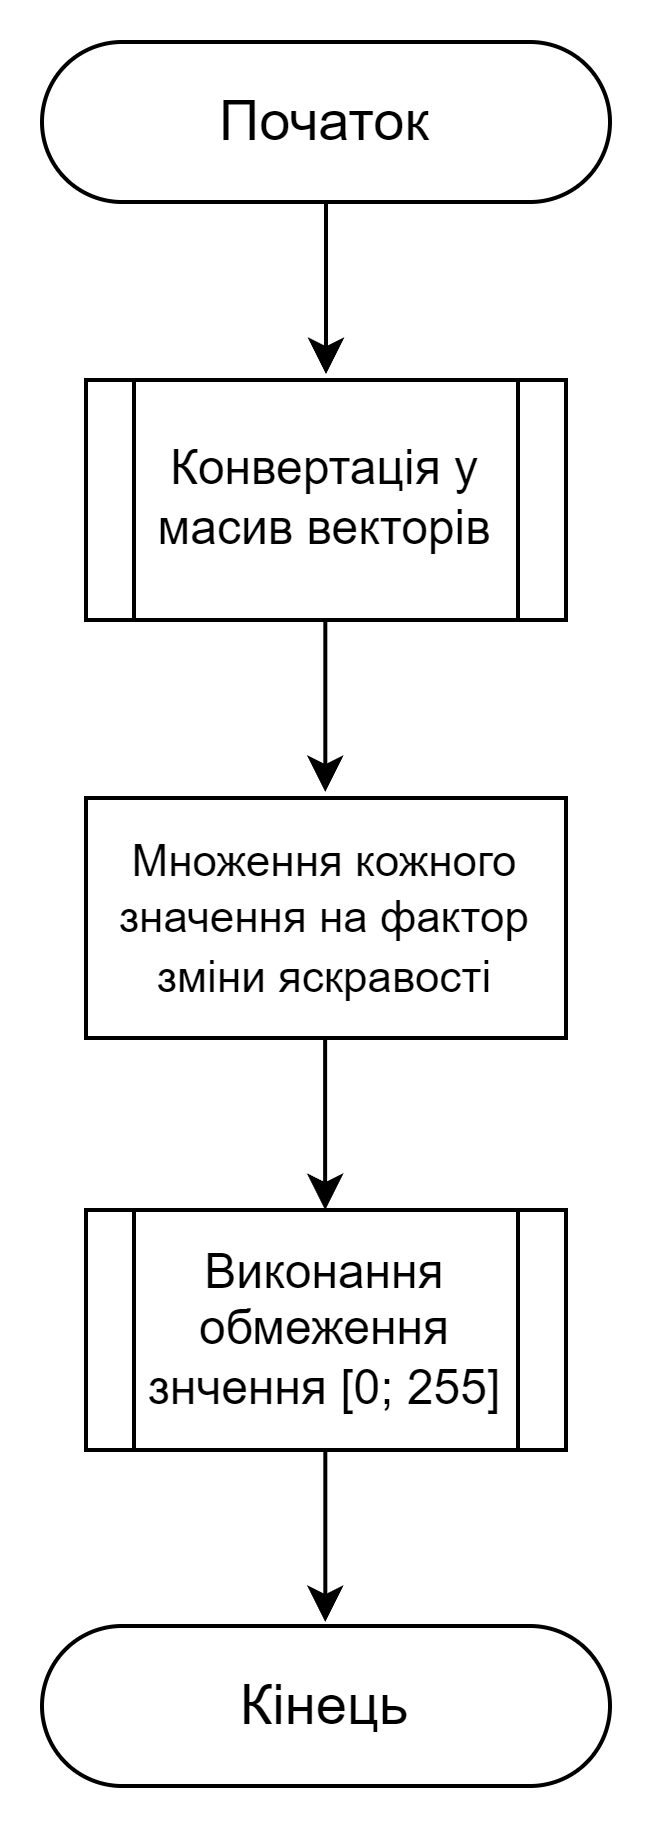 Початок
Конвертація у
масив векторів
Множення кожного
значення на фактор
зміни яскравості
Виконання
обмеження
знчення [0; 255]
Кінець